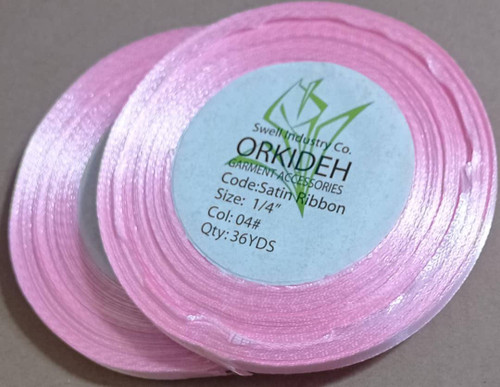 Swell Industry Co.
ORKIDEH
GARMENT ACCESSORIES
Code:Satin Ribbon
Size: 1/4"
Col: 04#
Qty: 36YDS